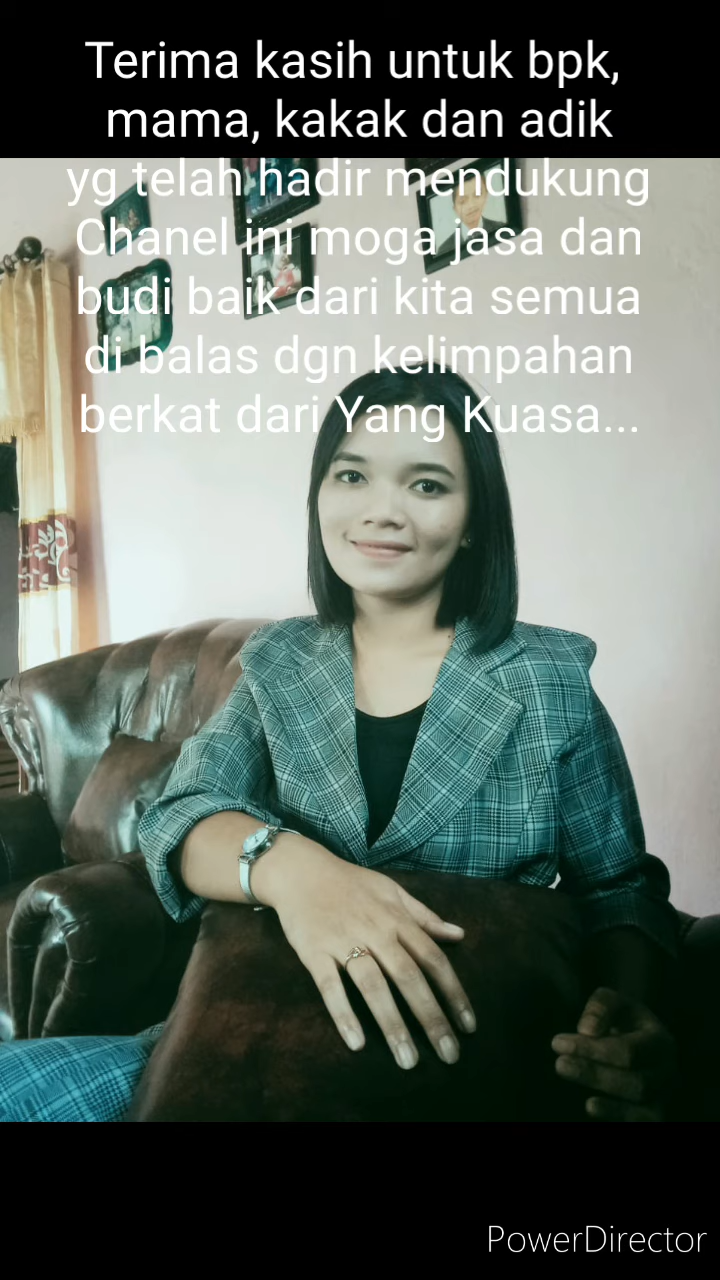 Terima kasih untuk bpk,
mama, kakak dan adik
yg telah hadir mendukung
Chanel ini moga jasa dan
budi baik dari kita semua
di balas dgn kelimpahan
berkat dari Yang Kuasa...
PowerDirector